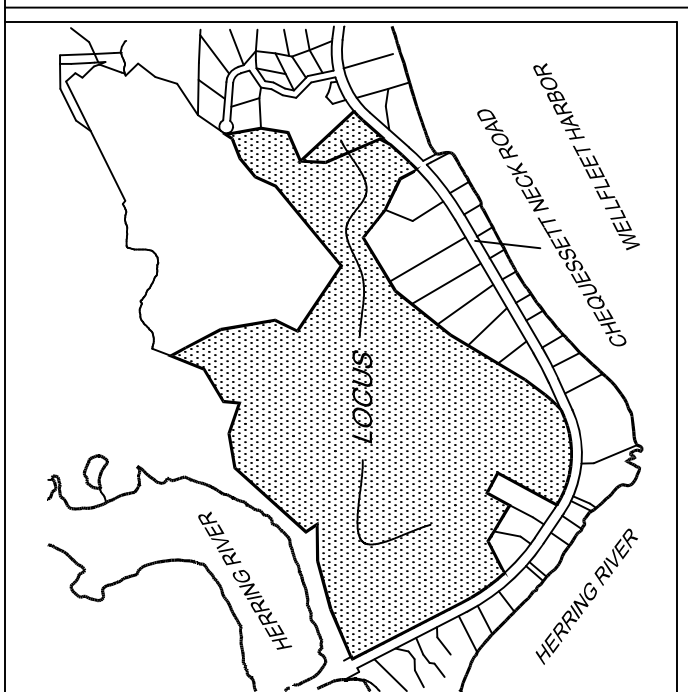 WELLFLEET HARBOR
CHEQUESSETT NECK ROAD
LOCUS
HERRING RIVER
HERRING RIVER